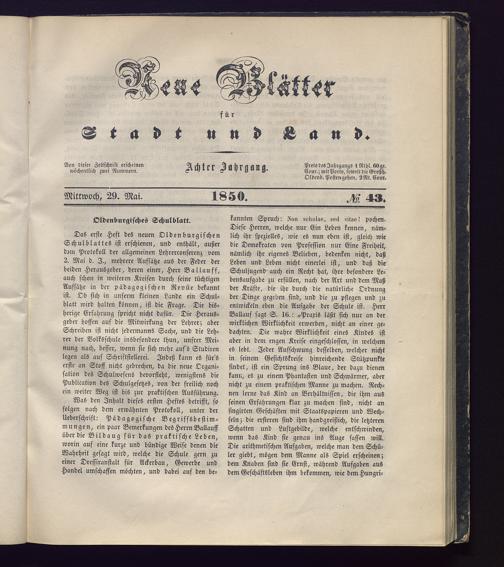 Neue Blätter
für
Stadt und Land.
Von dieser Zeitschrift erscheinen
wöchentlich zwei Nummern.
Achter Jahrgang.
Preis des Jahrgangs 1 Rthl. 60 gr.
Cour.; mit Porto, soweit die Großh.
Oldenb. Posten gehen, 2 Rt. Cour.
Mittwoch, 29. Mai.
1850.
№ 43.
Oldenburgisches Schulblatt.
Das erste Heft des neuen Oldenburgischen
Schulblattes ist erschienen, und enthält, außer
dem Protokoll der allgemeinen Lehrerconferenz vom
2. Mai d. J., mehrere Aufsätze aus der Feder der
beiden Herausgeber, deren einer, Herr Ballauff,
auch schon in weiteren Kreisen durch seine tüchtigen
Aufsätze in der pädagogischen Revüe bekannt
ist. Ob sich in unserm kleinen Lande ein Schul-
blatt wird halten können, ist die Frage. Die bis-
herige Erfahrung spricht nicht dafür. Die Heraus-
geber hoffen auf die Mitwirkung der Lehrer; aber
Schreiben ist nicht jedermanns Sache, und die Leh-
rer der Volksschule insbesondere thun, unsrer Mei-
nung nach, besser, wenn sie sich mehr auf's Studiren
legen als auf Schriftstellerei. Indeß kann es für's
erste an Stoff nicht gebrechen, da die neue Organi-
sation des Schulwesens bevorsteht, wenigstens die
Publication des Schulgesetzes, von der freilich noch
ein weiter Weg ist bis zur praktischen Ausführung.
Was den Inhalt dieses ersten Heftes betrifft, so
folgen nach dem erwähnten Protokoll, unter der
Ueberschrift: Pädagogische Begriffsbestim-
mungen, ein paar Bemerkungen des Herrn Ballauff
über die Bildung für das praktische Leben,
worin auf eine kurze und bündige Weise denen die
Wahrheit gesagt wird, welche die Schule gern zu
einer Dressiranstalt für Ackerbau, Gewerbe und
Handel umschaffen möchten, und dabei auf den be-
kannten Spruch: Non scholae, sed vitae! pochen.
Diese Herren, welche nur Ein Leben kennen, näm-
lich ihr spezielles, wie es nun eben ist, gleich wie
die Demokraten von Profession nur Eine Freiheit,
nämlich ihr eigenes Belieben, bedenken nicht, daß
Leben und Leben nicht einerlei ist, und daß die
Schuljugend auch ein Recht hat, ihre besondere Le-
bensaufgabe zu erfüllen, nach der Art und dem Maß
der Kräfte, die ihr durch die natürliche Ordnung
der Dinge gegeben sind, und die zu pflegen und zu
entwickeln eben die Aufgabe der Schule ist. Herr
Ballauf sagt S. 16.: »Praxis läßt sich nur an der
wirklichen Wirklichkeit erwerben, nicht an einer ge-
dachten. Die wahre Wirklichkeit eines Kindes ist
aber in dem engen Kreise eingeschlossen, in welchem
es lebt. Jeder Aufschwung desselben, welcher nicht
in seinem Gesichtskreise hinreichende Stützpunkte
findet, ist ein Sprung ins Blaue, der dazu dienen
kann, es zu einem Phantasten und Schwärmer, aber
nicht zu einem praktischen Manne zu machen. Rech-
nen lerne das Kind an Verhältnissen, die ihm aus
seinen Erfahrungen klar zu machen sind, nicht an
fingirten Geschäften mit Staatspapieren und Wech-
seln; die ersteren sind ihm handgreiflich, die letzteren
Schatten und Luftgebilde, welche entschwinden,
wenn das Kind sie genau ins Auge fassen will.
Die arithmetischen Aufgaben, welche man dem Schü-
ler giebt, mögen dem Manne als Spiel erscheinen;
dem Knaben sind sie Ernst, während Aufgaben aus
dem Geschäftsleben ihm bekommen, wie dem Hungri-